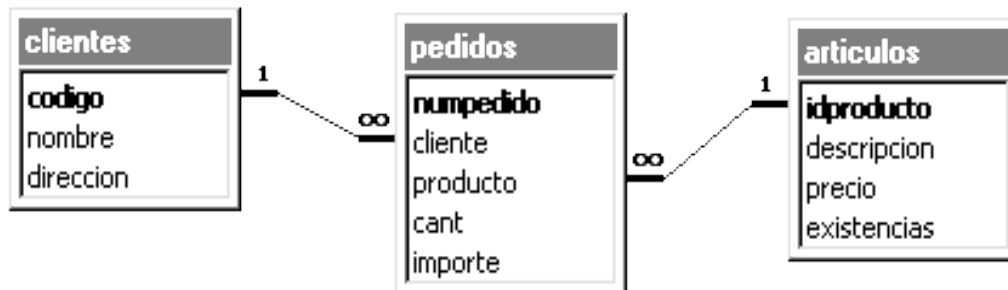 clientes
codigo
nombre
direccion
1
∞
pedidos
numpedido
cliente
producto
cant
importe
∞
1
articulos
idproducto
descripcion
precio
existencias